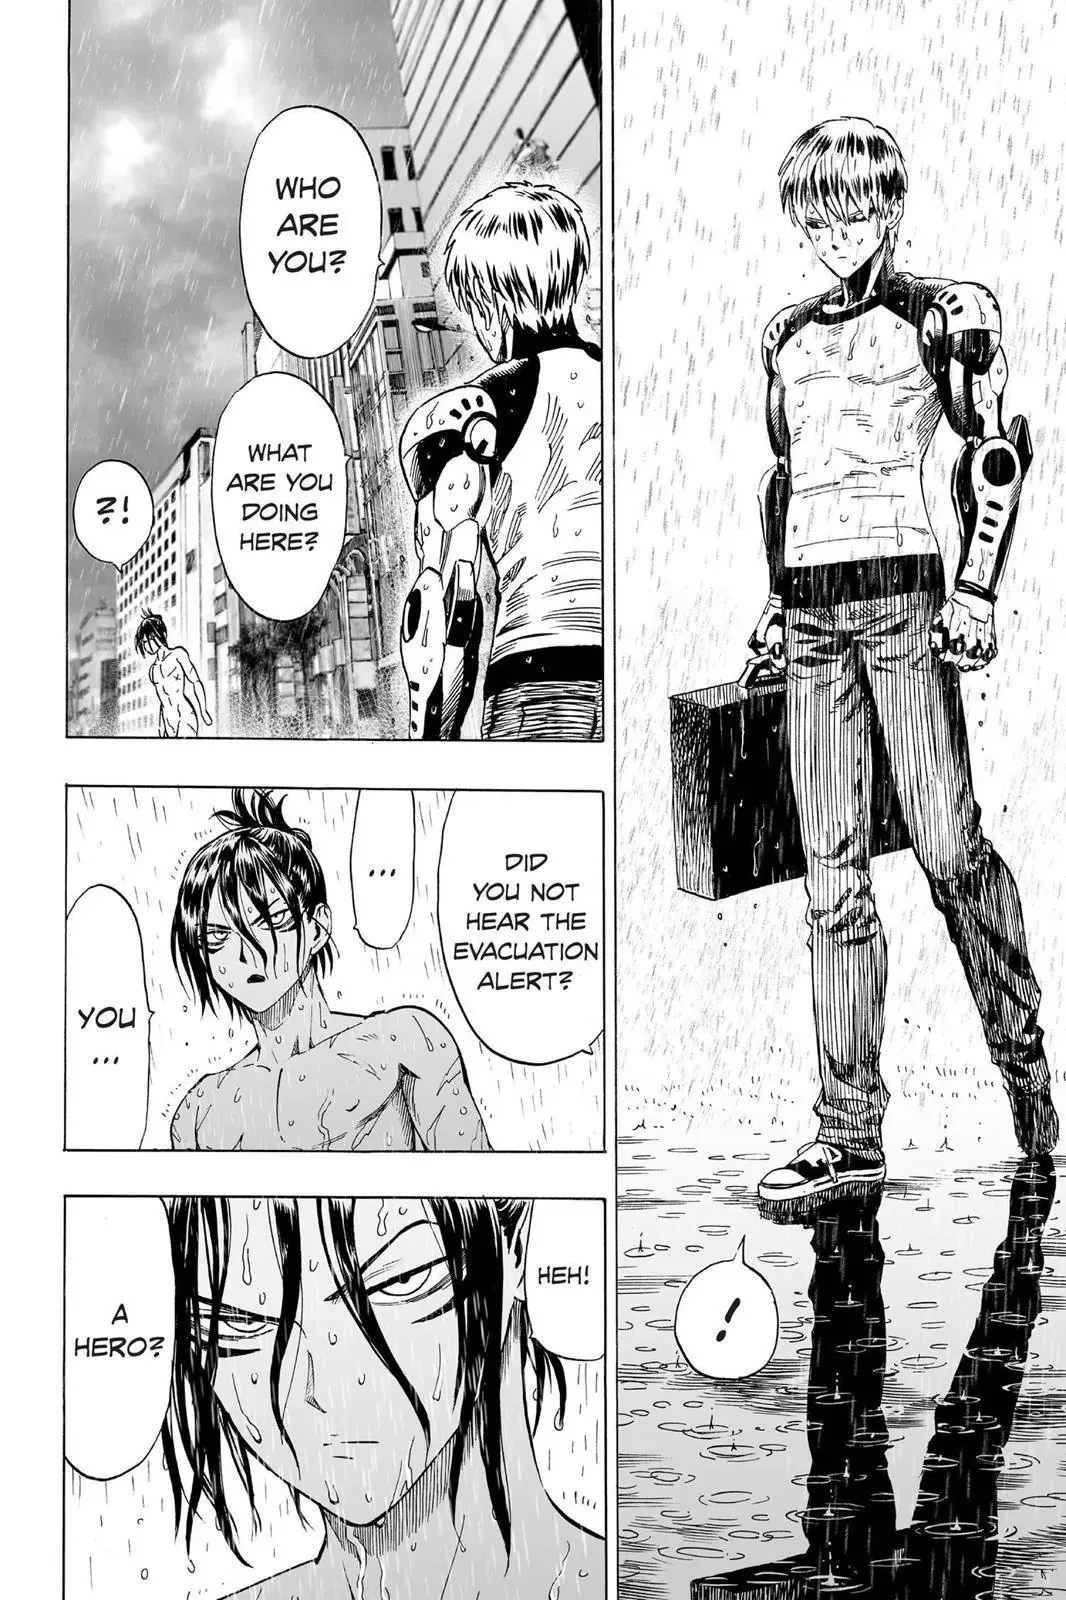 !
WHO
ARE
YOU?
WHAT
ARE YOU
DOING
HERE?
?!
DID
YOU NOT
HEAR THE
EVACUATION
ALERT?
...
YOU
...
HEH!
A
HERO?